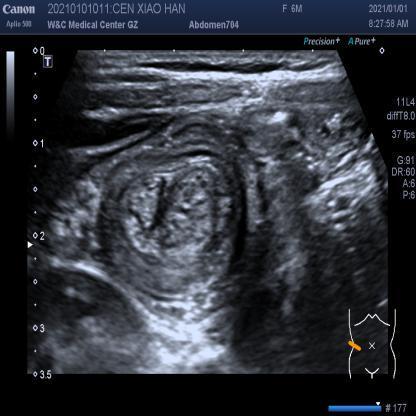 Canon 20210101011:CEN XIAO HAN F 6M 2021/01/01
Aplio 500 W&C Medical Center GZ Abdomen704 8:27:58 AM
Precision+ APure+
T
0
1
2
3
3.5
11L4
diffT8.0
37 fps
G:91
DR:60
A:6
P:6
# 177